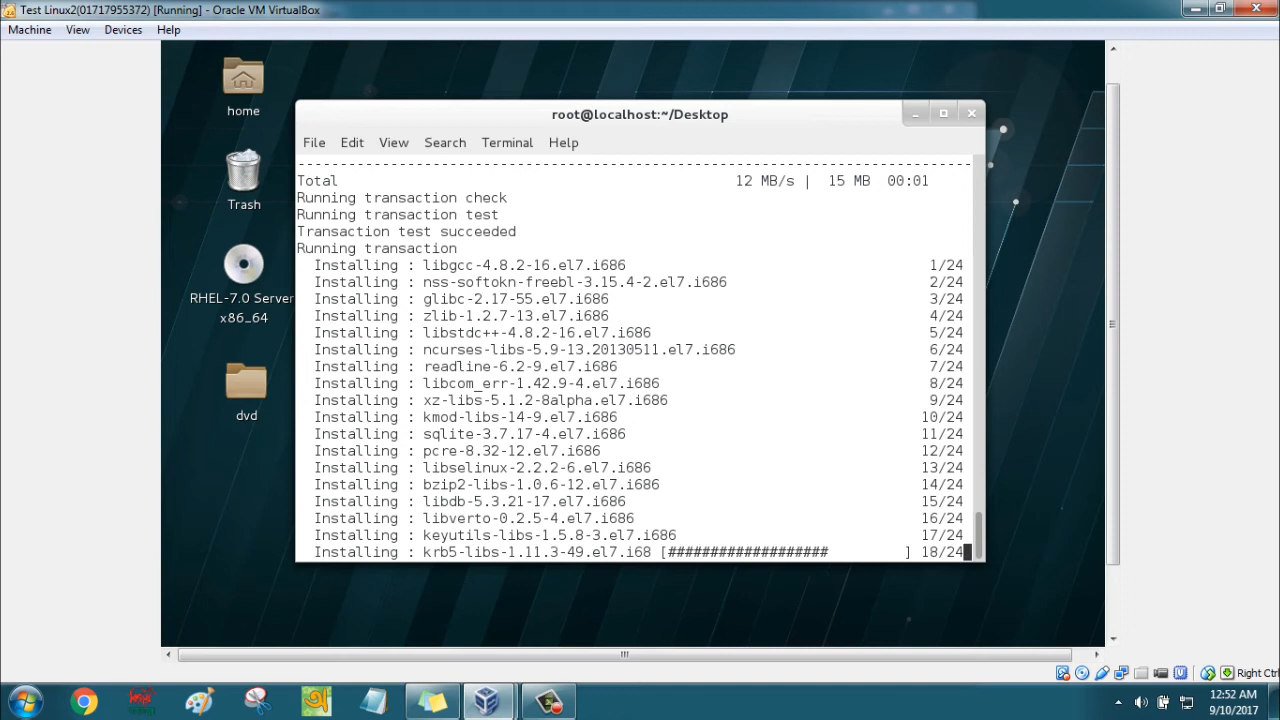 Test Linux2(01717955372) [Running] - Oracle VM VirtualBox
Machine View Devices Help
home
Trash
RHEL-7.0 Server
x86_64
dvd
root@localhost:~/Desktop
File Edit View Search Terminal Help
--------------------------------------------------------------------------------
Total 12 MB/s | 15 MB 00:01
Running transaction check
Running transaction test
Transaction test succeeded
Running transaction
Installing : libgcc-4.8.2-16.el7.i686 1/24
Installing : nss-softokn-freebl-3.15.4-2.el7.i686 2/24
Installing : glibc-2.17-55.el7.i686 3/24
Installing : zlib-1.2.7-13.el7.i686 4/24
Installing : libstdc++-4.8.2-16.el7.i686 5/24
Installing : ncurses-libs-5.9-13.20130511.el7.i686 6/24
Installing : readline-6.2-9.el7.i686 7/24
Installing : libcom_err-1.42.9-4.el7.i686 8/24
Installing : xz-libs-5.1.2-8alpha.el7.i686 9/24
Installing : kmod-libs-14-9.el7.i686 10/24
Installing : sqlite-3.7.17-4.el7.i686 11/24
Installing : pcre-8.32-12.el7.i686 12/24
Installing : libselinux-2.2.2-6.el7.i686 13/24
Installing : bzip2-libs-1.0.6-12.el7.i686 14/24
Installing : libdb-5.3.21-17.el7.i686 15/24
Installing : libverto-0.2.5-4.el7.i686 16/24
Installing : keyutils-libs-1.5.8-3.el7.i686 17/24
Installing : krb5-libs-1.11.3-49.el7.i68 [################### ] 18/24
Right Ctrl
12:52 AM
9/10/2017